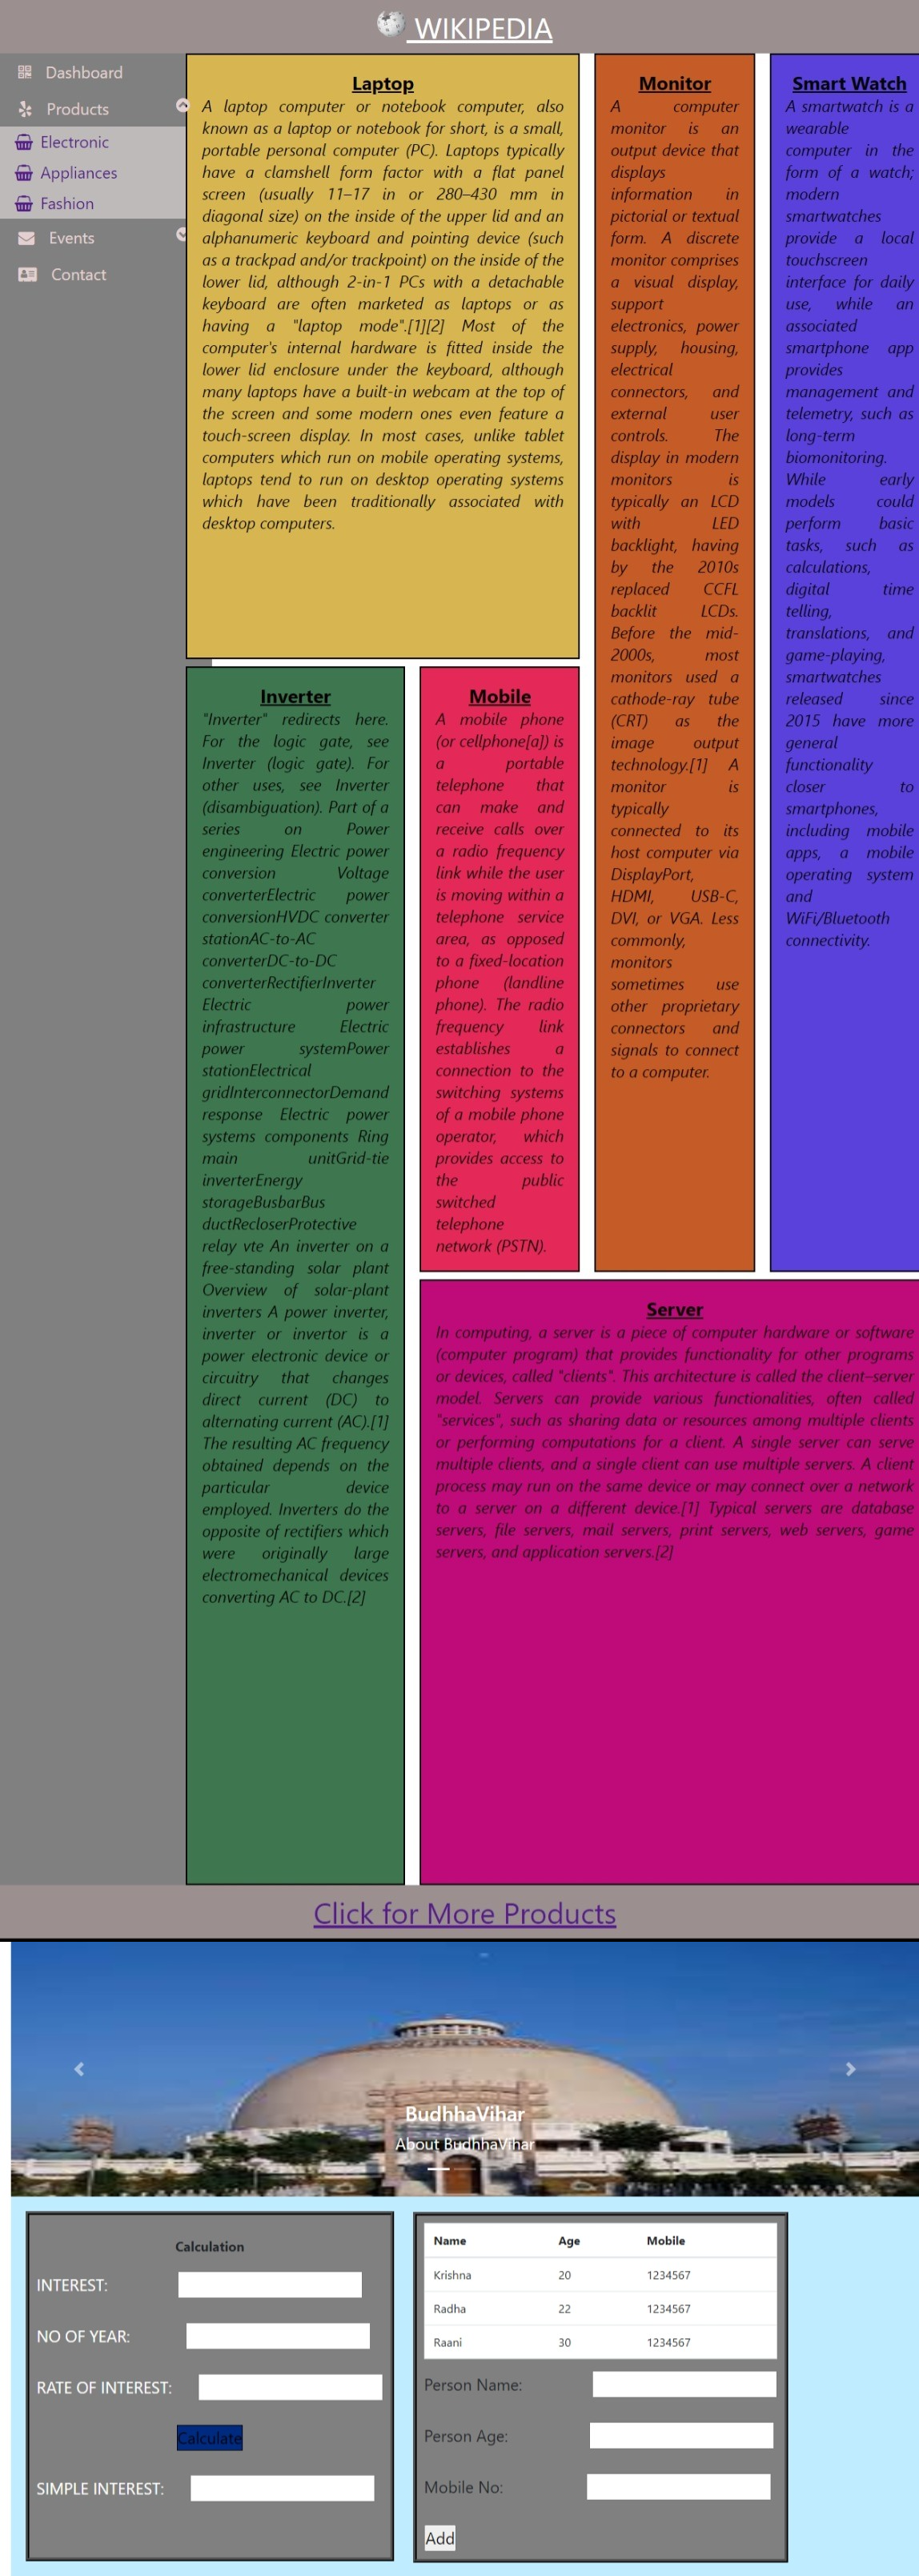 WIKIPEDIA
Dashboard
Products
Electronic
Appliances
Fashion
Events
Contact
Laptop
A laptop computer or notebook computer, also
known as a laptop or notebook for short, is a small,
portable personal computer (PC). Laptops typically
have a clamshell form factor with a flat panel
screen (usually 11–17 in or 280–430 mm in
diagonal size) on the inside of the upper lid and an
alphanumeric keyboard and pointing device (such
as a trackpad and/or trackpoint) on the inside of the
lower lid, although 2-in-1 PCs with a detachable
keyboard are often marketed as laptops or as
having a "laptop mode".[1][2] Most of the
computer's internal hardware is fitted inside the
lower lid enclosure under the keyboard, although
many laptops have a built-in webcam at the top of
the screen and some modern ones even feature a
touch-screen display. In most cases, unlike tablet
computers which run on mobile operating systems,
laptops tend to run on desktop operating systems
which have been traditionally associated with
desktop computers.
Monitor
A computer
monitor is an
output device that
displays
information in
pictorial or textual
form. A discrete
monitor comprises
a visual display,
support
electronics, power
supply, housing,
electrical
connectors, and
external user
controls. The
display in modern
monitors is
typically an LCD
with LED
backlight, having
by the 2010s
replaced CCFL
backlit LCDs.
Before the mid-
2000s, most
monitors used a
cathode-ray tube
(CRT) as the
image output
technology.[1] A
monitor is
typically
connected to its
host computer via
DisplayPort,
HDMI, USB-C,
DVI, or VGA. Less
commonly,
monitors
sometimes use
other proprietary
connectors and
signals to connect
to a computer.
Smart Watch
A smartwatch is a
wearable
computer in the
form of a watch;
modern
smartwatches
provide a local
touchscreen
interface for daily
use, while an
associated
smartphone app
provides
management and
telemetry, such as
long-term
biomonitoring.
While early
models could
perform basic
tasks, such as
calculations,
digital time
telling,
translations, and
game-playing,
smartwatches
released since
2015 have more
general
functionality
closer to
smartphones,
including mobile
apps, a mobile
operating system
and
WiFi/Bluetooth
connectivity.
Inverter
"Inverter" redirects here.
For the logic gate, see
Inverter (logic gate). For
other uses, see Inverter
(disambiguation). Part of a
series on Power
engineering Electric power
conversion Voltage
converterElectric power
conversionHVDC converter
stationAC-to-AC
converterDC-to-DC
converterRectifierInverter
Electric power
infrastructure Electric
power systemPower
stationElectrical
gridInterconnectorDemand
response Electric power
systems components Ring
main unitGrid-tie
inverterEnergy
storageBusbarBus
ductRecloserProtective
relay vte An inverter on a
free-standing solar plant
Overview of solar-plant
inverters A power inverter,
inverter or invertor is a
power electronic device or
circuitry that changes
direct current (DC) to
alternating current (AC).[1]
The resulting AC frequency
obtained depends on the
particular device
employed. Inverters do the
opposite of rectifiers which
were originally large
electromechanical devices
converting AC to DC.[2]
Mobile
A mobile phone
(or cellphone[a]) is
a portable
telephone that
can make and
receive calls over
a radio frequency
link while the user
is moving within a
telephone service
area, as opposed
to a fixed-location
phone (landline
phone). The radio
frequency link
establishes a
connection to the
switching systems
of a mobile phone
operator, which
provides access to
the public
switched
telephone
network (PSTN).
Server
In computing, a server is a piece of computer hardware or software
(computer program) that provides functionality for other programs
or devices, called "clients". This architecture is called the client–server
model. Servers can provide various functionalities, often called
"services", such as sharing data or resources among multiple clients
or performing computations for a client. A single server can serve
multiple clients, and a single client can use multiple servers. A client
process may run on the same device or may connect over a network
to a server on a different device.[1] Typical servers are database
servers, file servers, mail servers, print servers, web servers, game
servers, and application servers.[2]
Click for More Products
BudhhaVihar
About BudhhaVihar
Calculation
INTEREST:
NO OF YEAR:
RATE OF INTEREST:
Calculate
SIMPLE INTEREST:
Name Age Mobile
Krishna 20 1234567
Radha 22 1234567
Raani 30 1234567
Person Name:
Person Age:
Mobile No:
Add